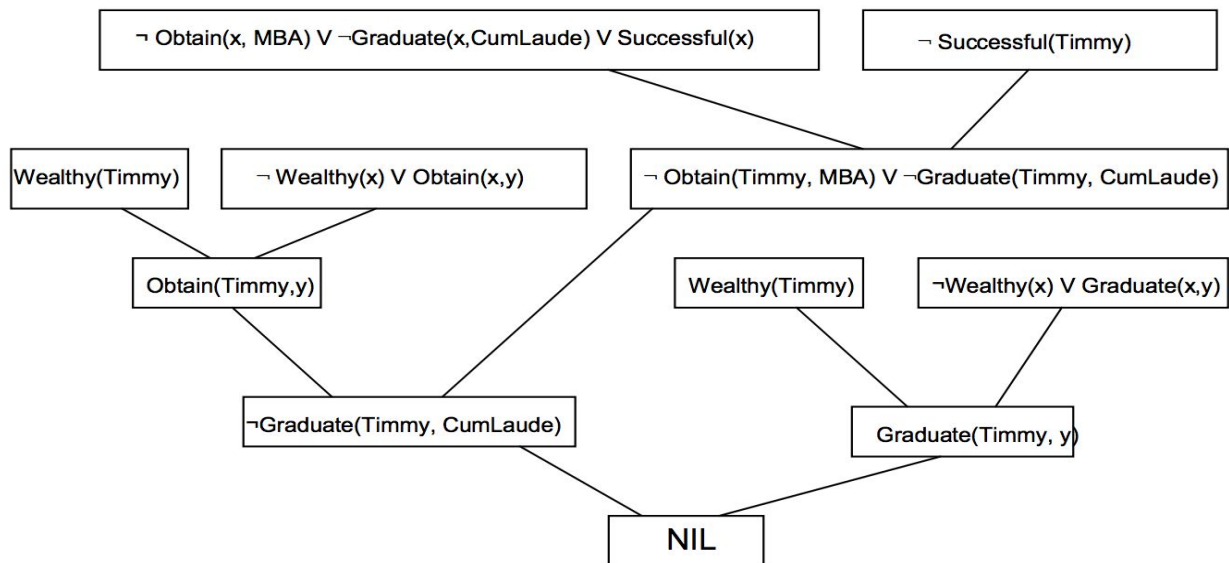 ¬ Obtain(x, MBA) V ¬Graduate(x,CumLaude) V Successful(x)
¬ Successful(Timmy)
Wealthy(Timmy)
¬ Wealthy(x) V Obtain(x,y)
¬ Obtain(Timmy, MBA) V ¬Graduate(Timmy, CumLaude)
Obtain(Timmy,y)
Wealthy(Timmy)
¬Wealthy(x) V Graduate(x,y)
¬Graduate(Timmy, CumLaude)
Graduate(Timmy, y)
NIL